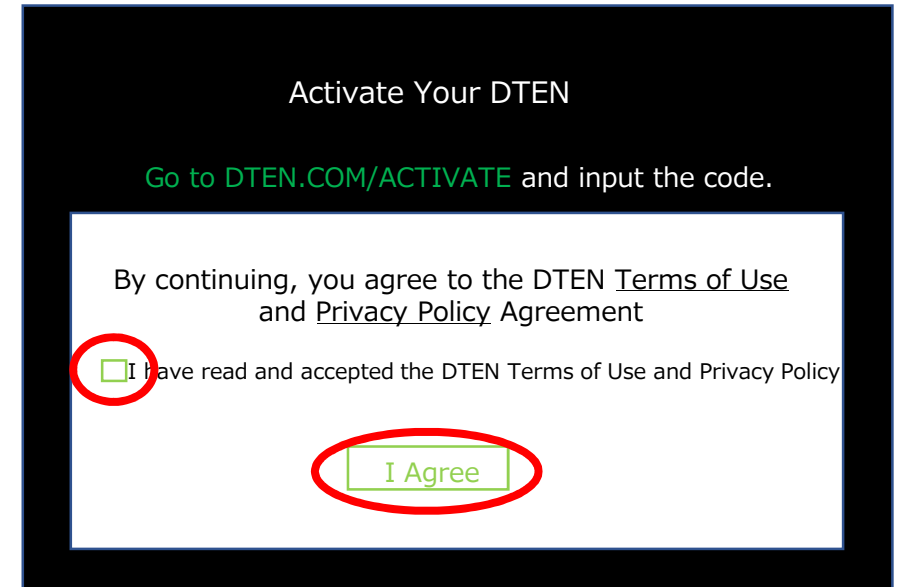 Activate Your DTEN
Go to DTEN.COM/ACTIVATE and input the code.
By continuing, you agree to the DTEN Terms of Use
and Privacy Policy Agreement
I have read and accepted the DTEN Terms of Use and Privacy Policy
I Agree